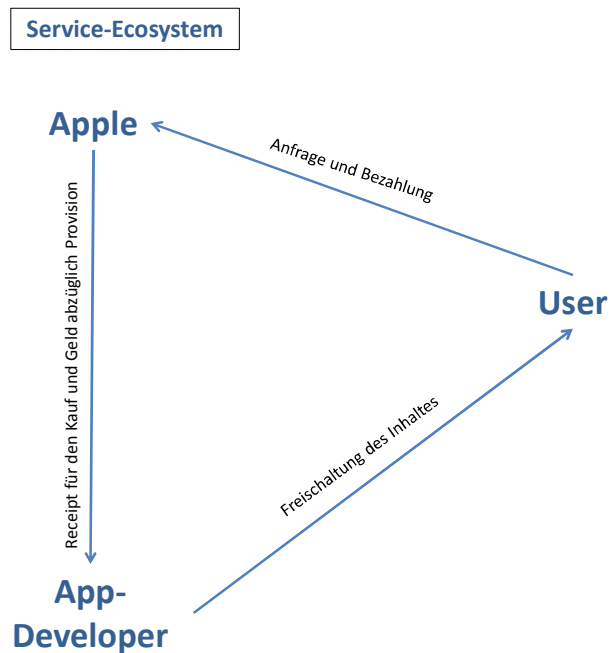 Service-Ecosystem
Apple
Anfrage und Bezahlung
Receipt für den Kauf und Geld abzüglich Provision
User
Freischaltung des Inhaltes
App-
Developer